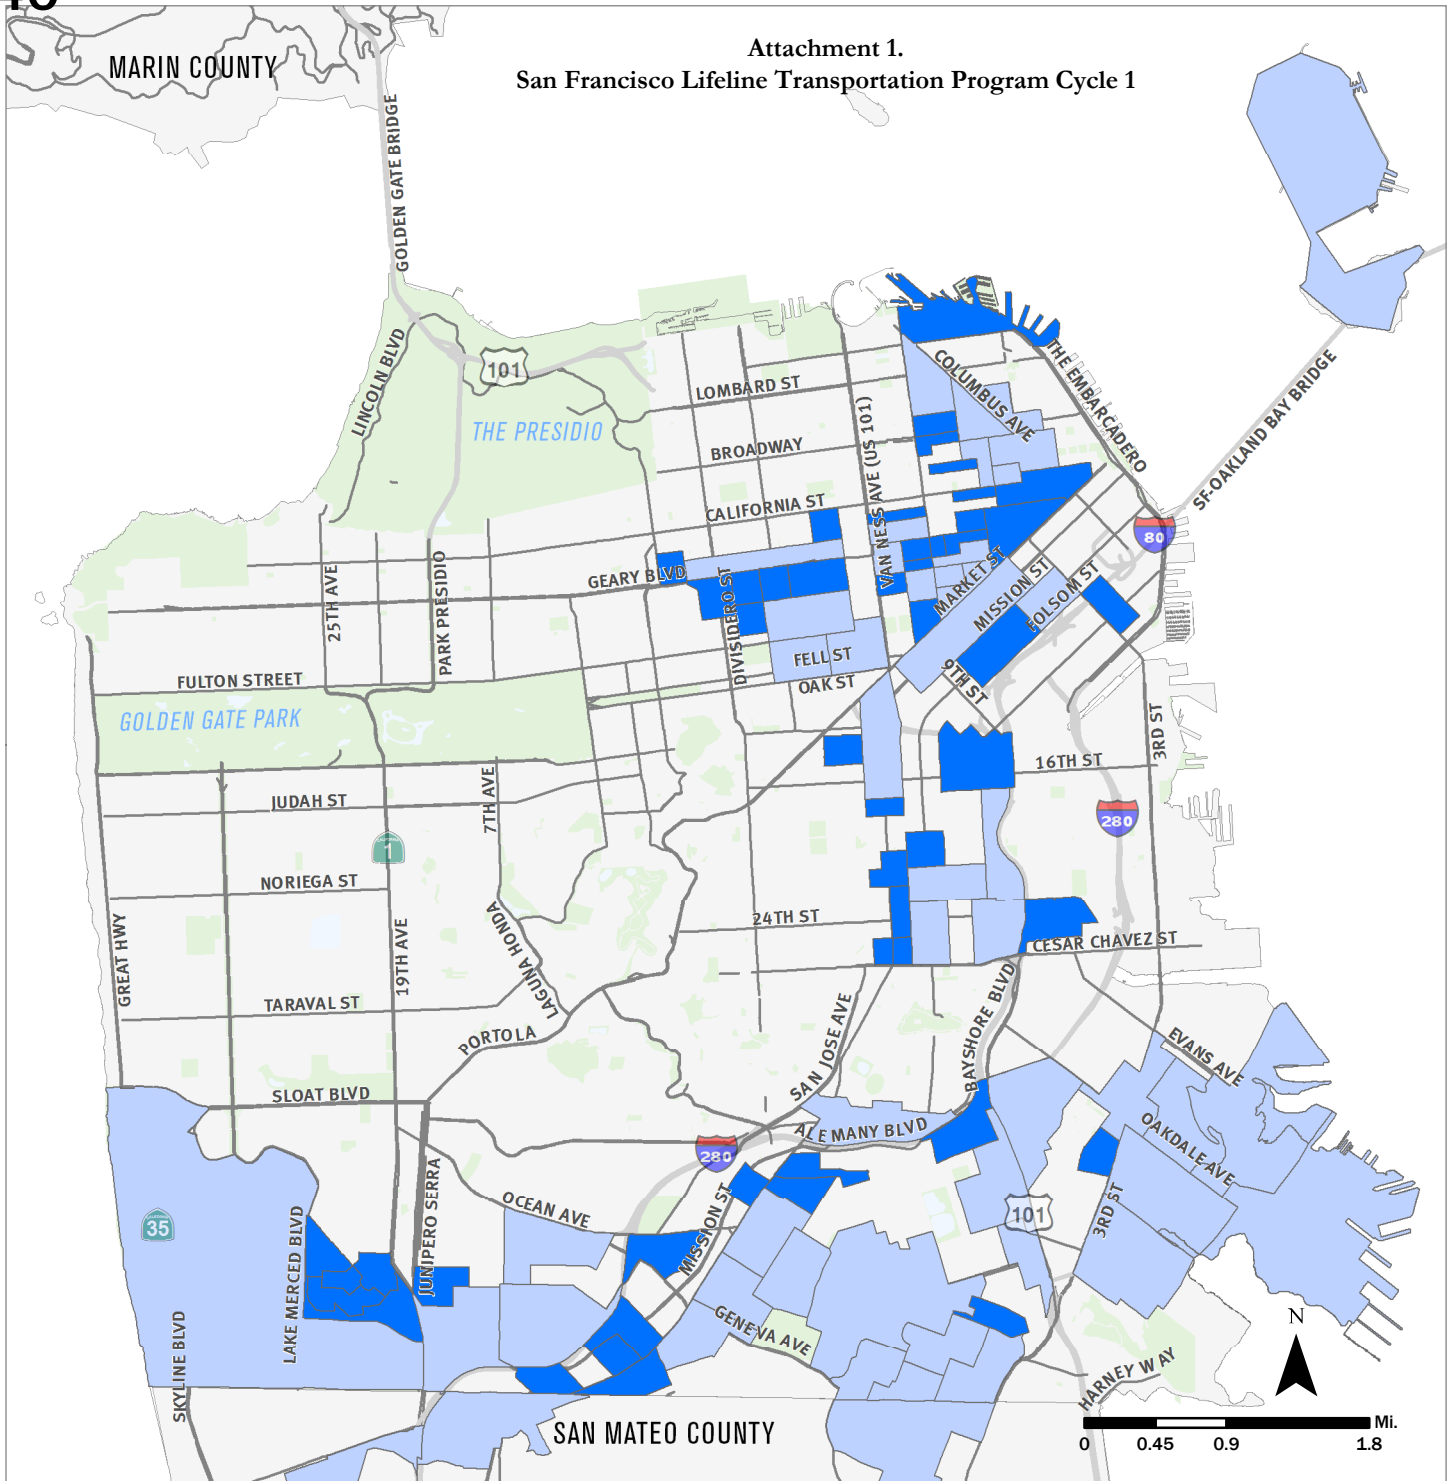 Attachment 1.
San Francisco Lifeline Transportation Program Cycle 1
MARIN COUNTY
GOLDEN GATE BRIDGE
LINCOLN BLVD
101
THE PRESIDIO
LOMBARD ST
COLUMBUS AVE
THE EMBARCADERO
SF-OAKLAND BAY BRIDGE
BROADWAY
VAN NESS AVE (US 101)
CALIFORNIA ST
80
GEARY BLVD
25TH AVE
PARK PRESIDIO
DIVISIDERO ST
MARKET ST
MISSION ST
FOLSOM ST
FELL ST
9TH ST
FULTON STREET
OAK ST
GOLDEN GATE PARK
3RD ST
16TH ST
JUDAH ST
7TH AVE
280
1
NORIEGA ST
24TH ST
CESAR CHAVEZ ST
GREAT HWY
19TH AVE
LAGUNA HONDA
TARAVAL ST
PORTOLA
SAN JOSE AVE
BAYSHORE BLVD
EVANS AVE
SLOAT BLVD
ALEMANY BLVD
OAKDALE AVE
280
35
OCEAN AVE
101
3RD ST
LAKE MERCED BLVD
JUNIPERO SERRA
MISSION ST
GENEVA AVE
SKYLINE BLVD
HARNEY WAY
N
SAN MATEO COUNTY
Mi.
0 0.45 0.9 1.8